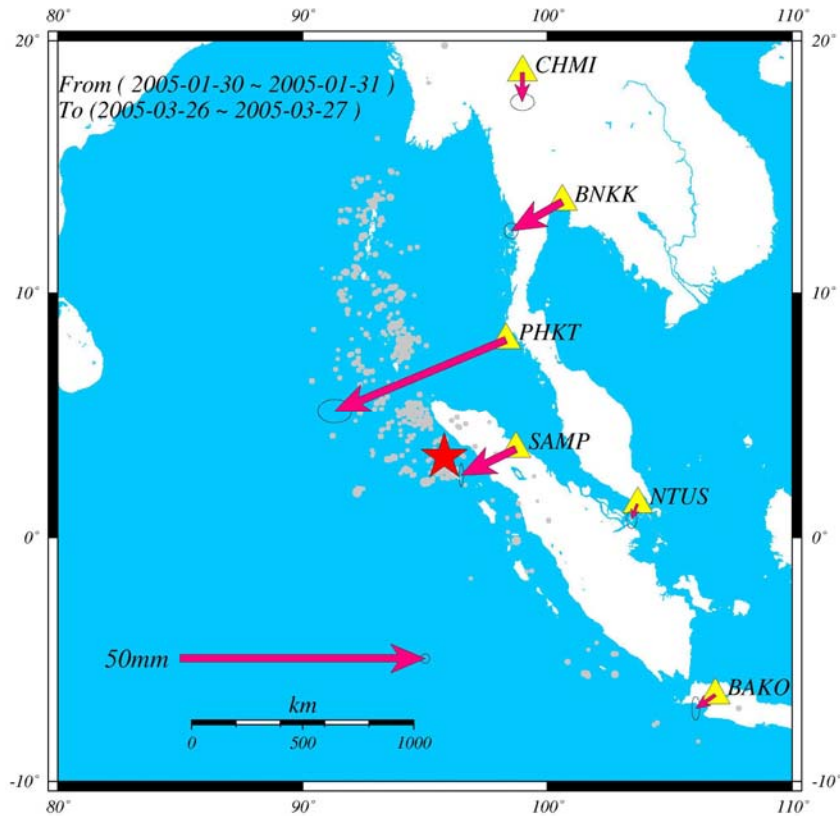 80° 90° 100° 110°
20° 20°
CHMI
From ( 2005-01-30 ~ 2005-01-31 )
To (2005-03-26 ~ 2005-03-27 )
BNKK
10° 10°
PHKT
SAMP
NTUS
0° 0°
50mm
BAKO
km
0 500 1000
-10° -10°
80° 90° 100° 110°